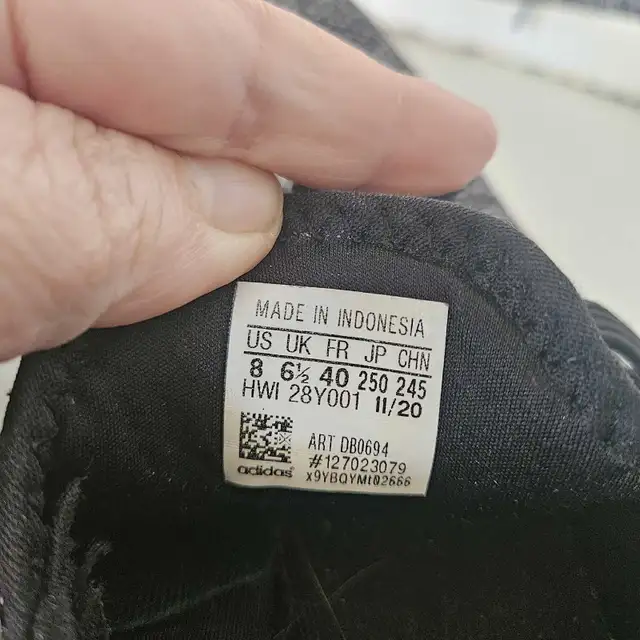 MADE IN INDONESIA
US UK FR JP CHN
8 6½ 40 250 245
HWI 28Y001 11/20
ART DB0694
#127023079
adidas X9YBQYMI02666